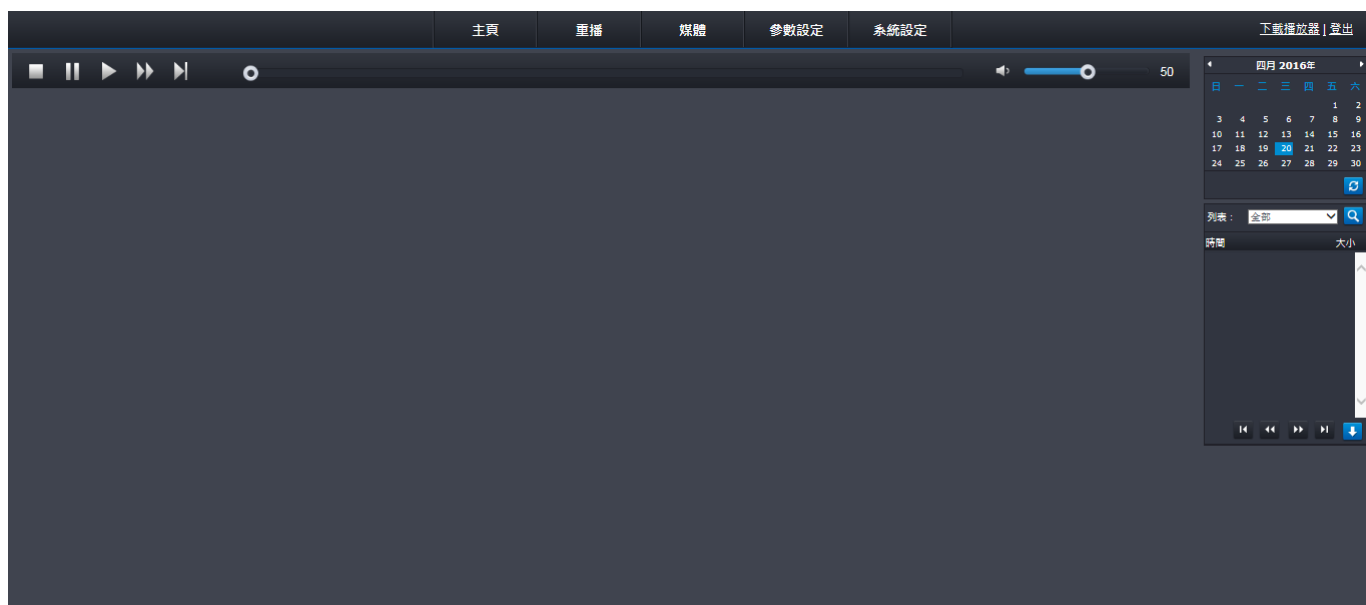 主頁 重播 媒體 參數設定 系統設定 下載播放器 | 登出
50
四月 2016年
日 一 二 三 四 五 六
1 2
3 4 5 6 7 8 9
10 11 12 13 14 15 16
17 18 19 20 21 22 23
24 25 26 27 28 29 30
列表： 全部
時間 大小